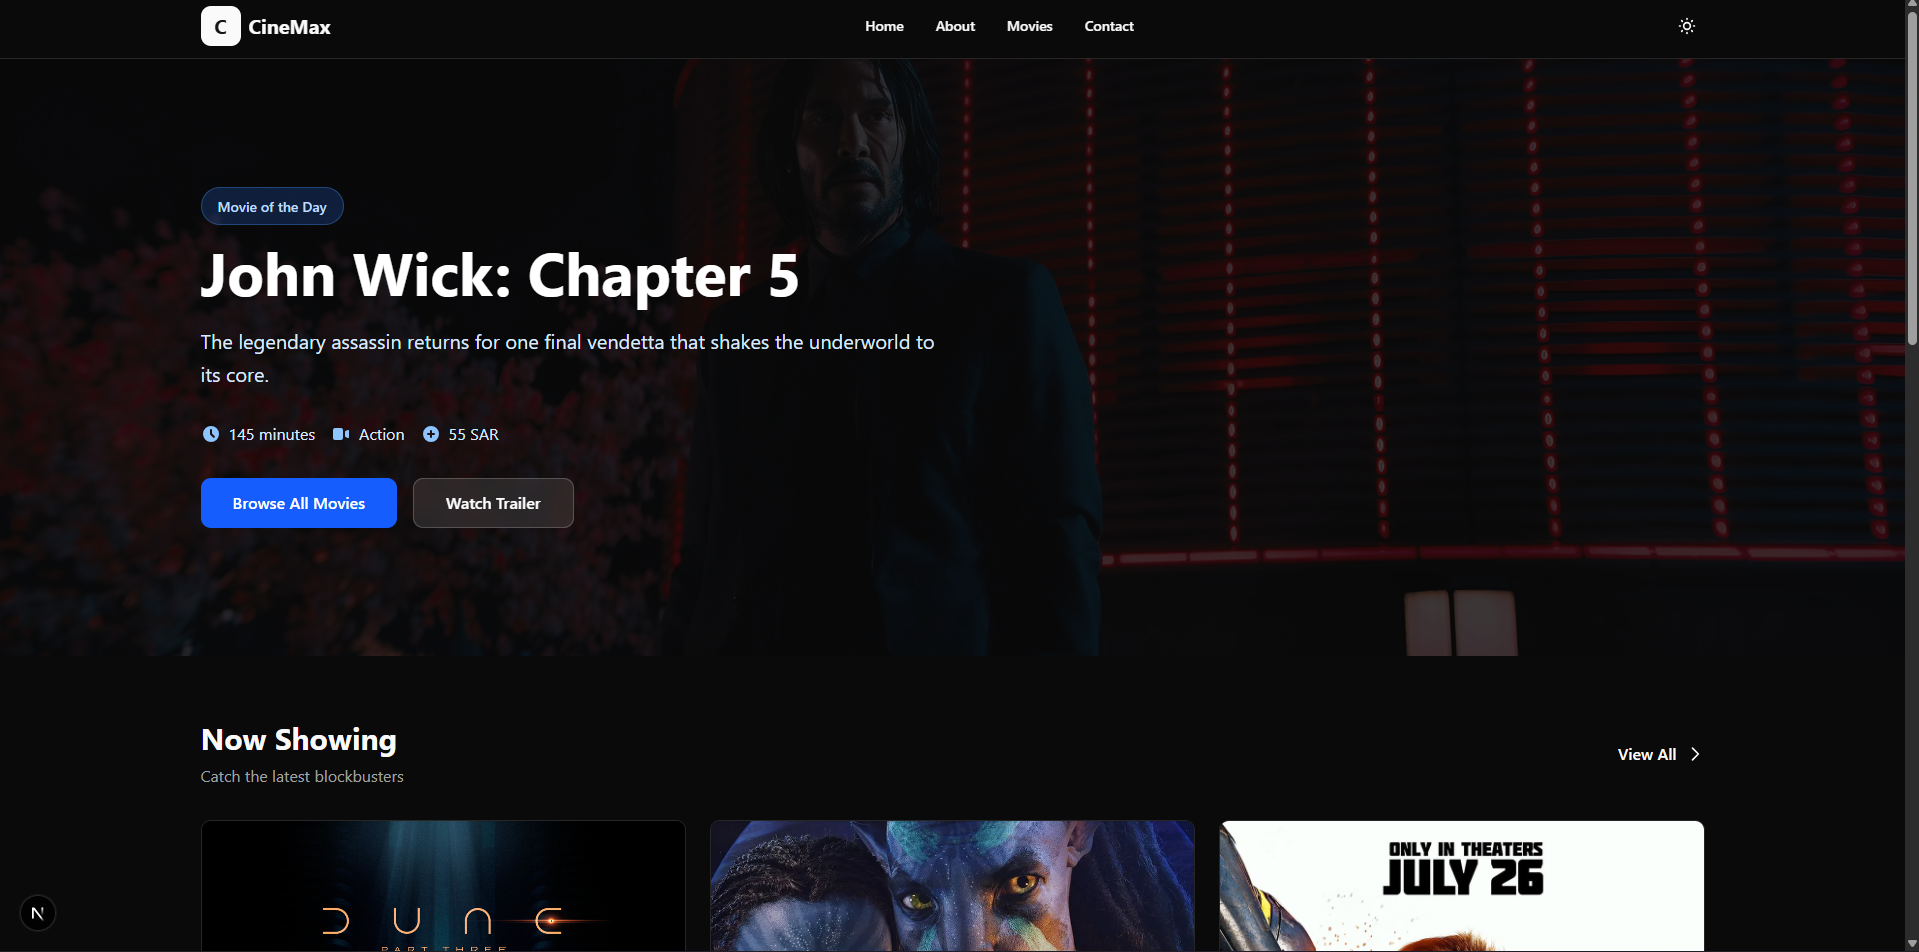 C CineMax
Home About Movies Contact
Movie of the Day
John Wick: Chapter 5
The legendary assassin returns for one final vendetta that shakes the underworld to
its core.
145 minutes Action 55 SAR
Browse All Movies Watch Trailer
Now Showing
View All
Catch the latest blockbusters
DUNE
PART THREE
ONLY IN THEATERS
JULY 26
N